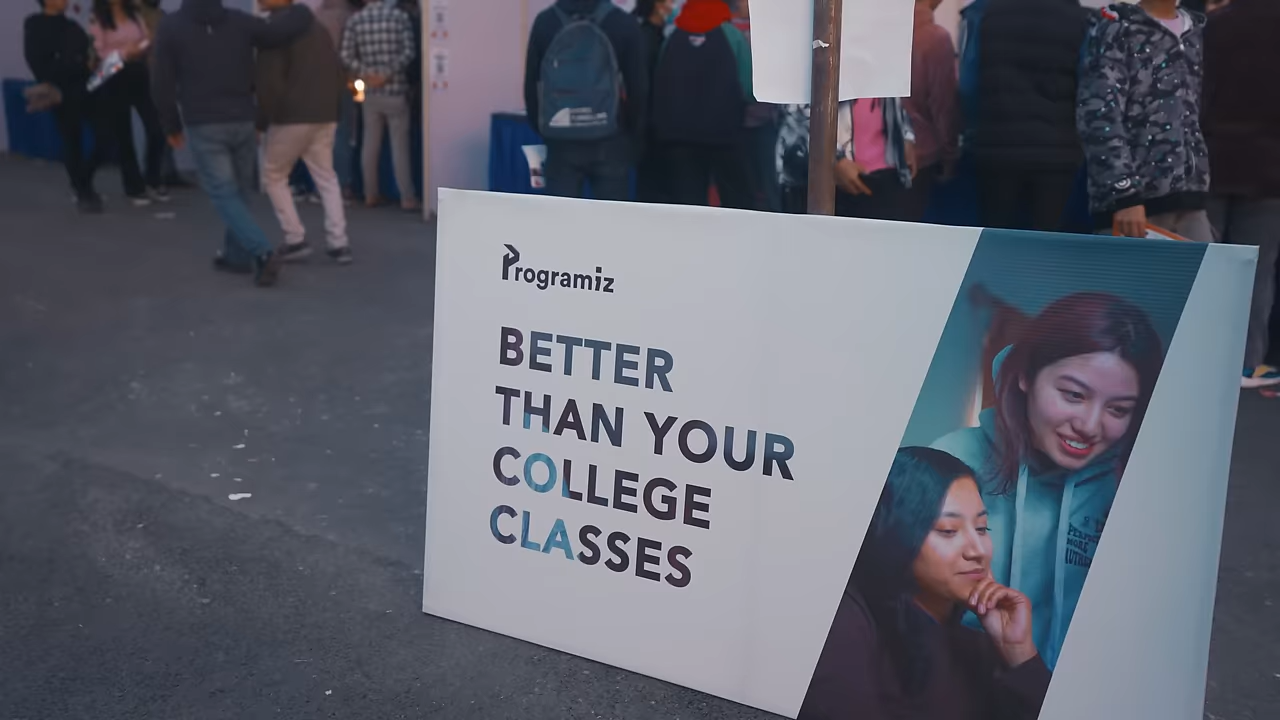 Programiz
BETTER
THAN YOUR
COLLEGE
CLASSES